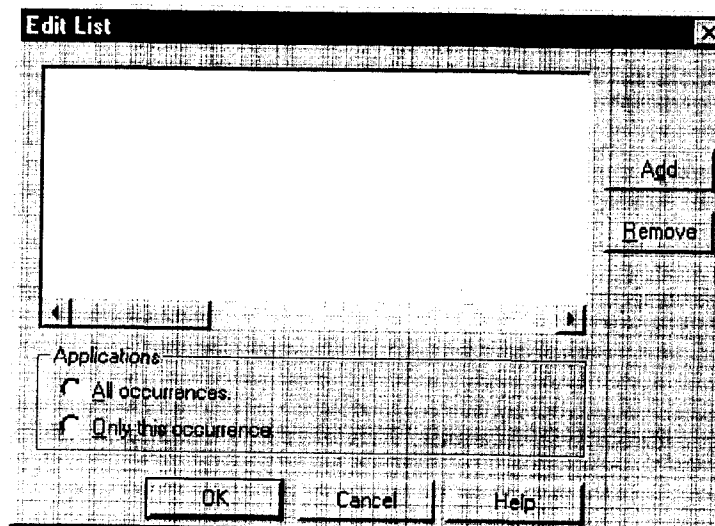 Edit List
Add
Remove
Applications
All occurrences.
Only this occurrence
OK
Cancel
Help